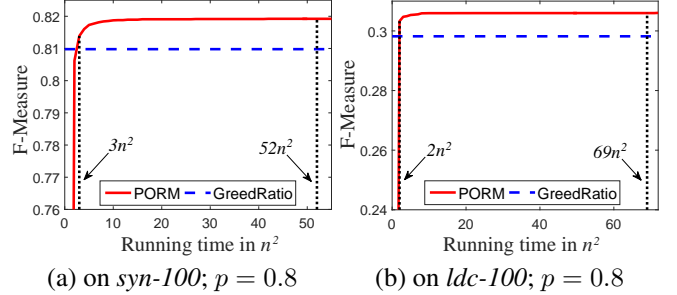 0.83
0.82
0.81
0.8
0.79
0.78
0.77
0.76
F-Measure
3n²
52n²
PORM GreedRatio
0 10 20 30 40 50
Running time in n²
(a) on syn-100; p = 0.8
0.3
0.28
0.26
0.24
F-Measure
2n²
69n²
PORM GreedRatio
0 20 40 60
Running time in n²
(b) on ldc-100; p = 0.8